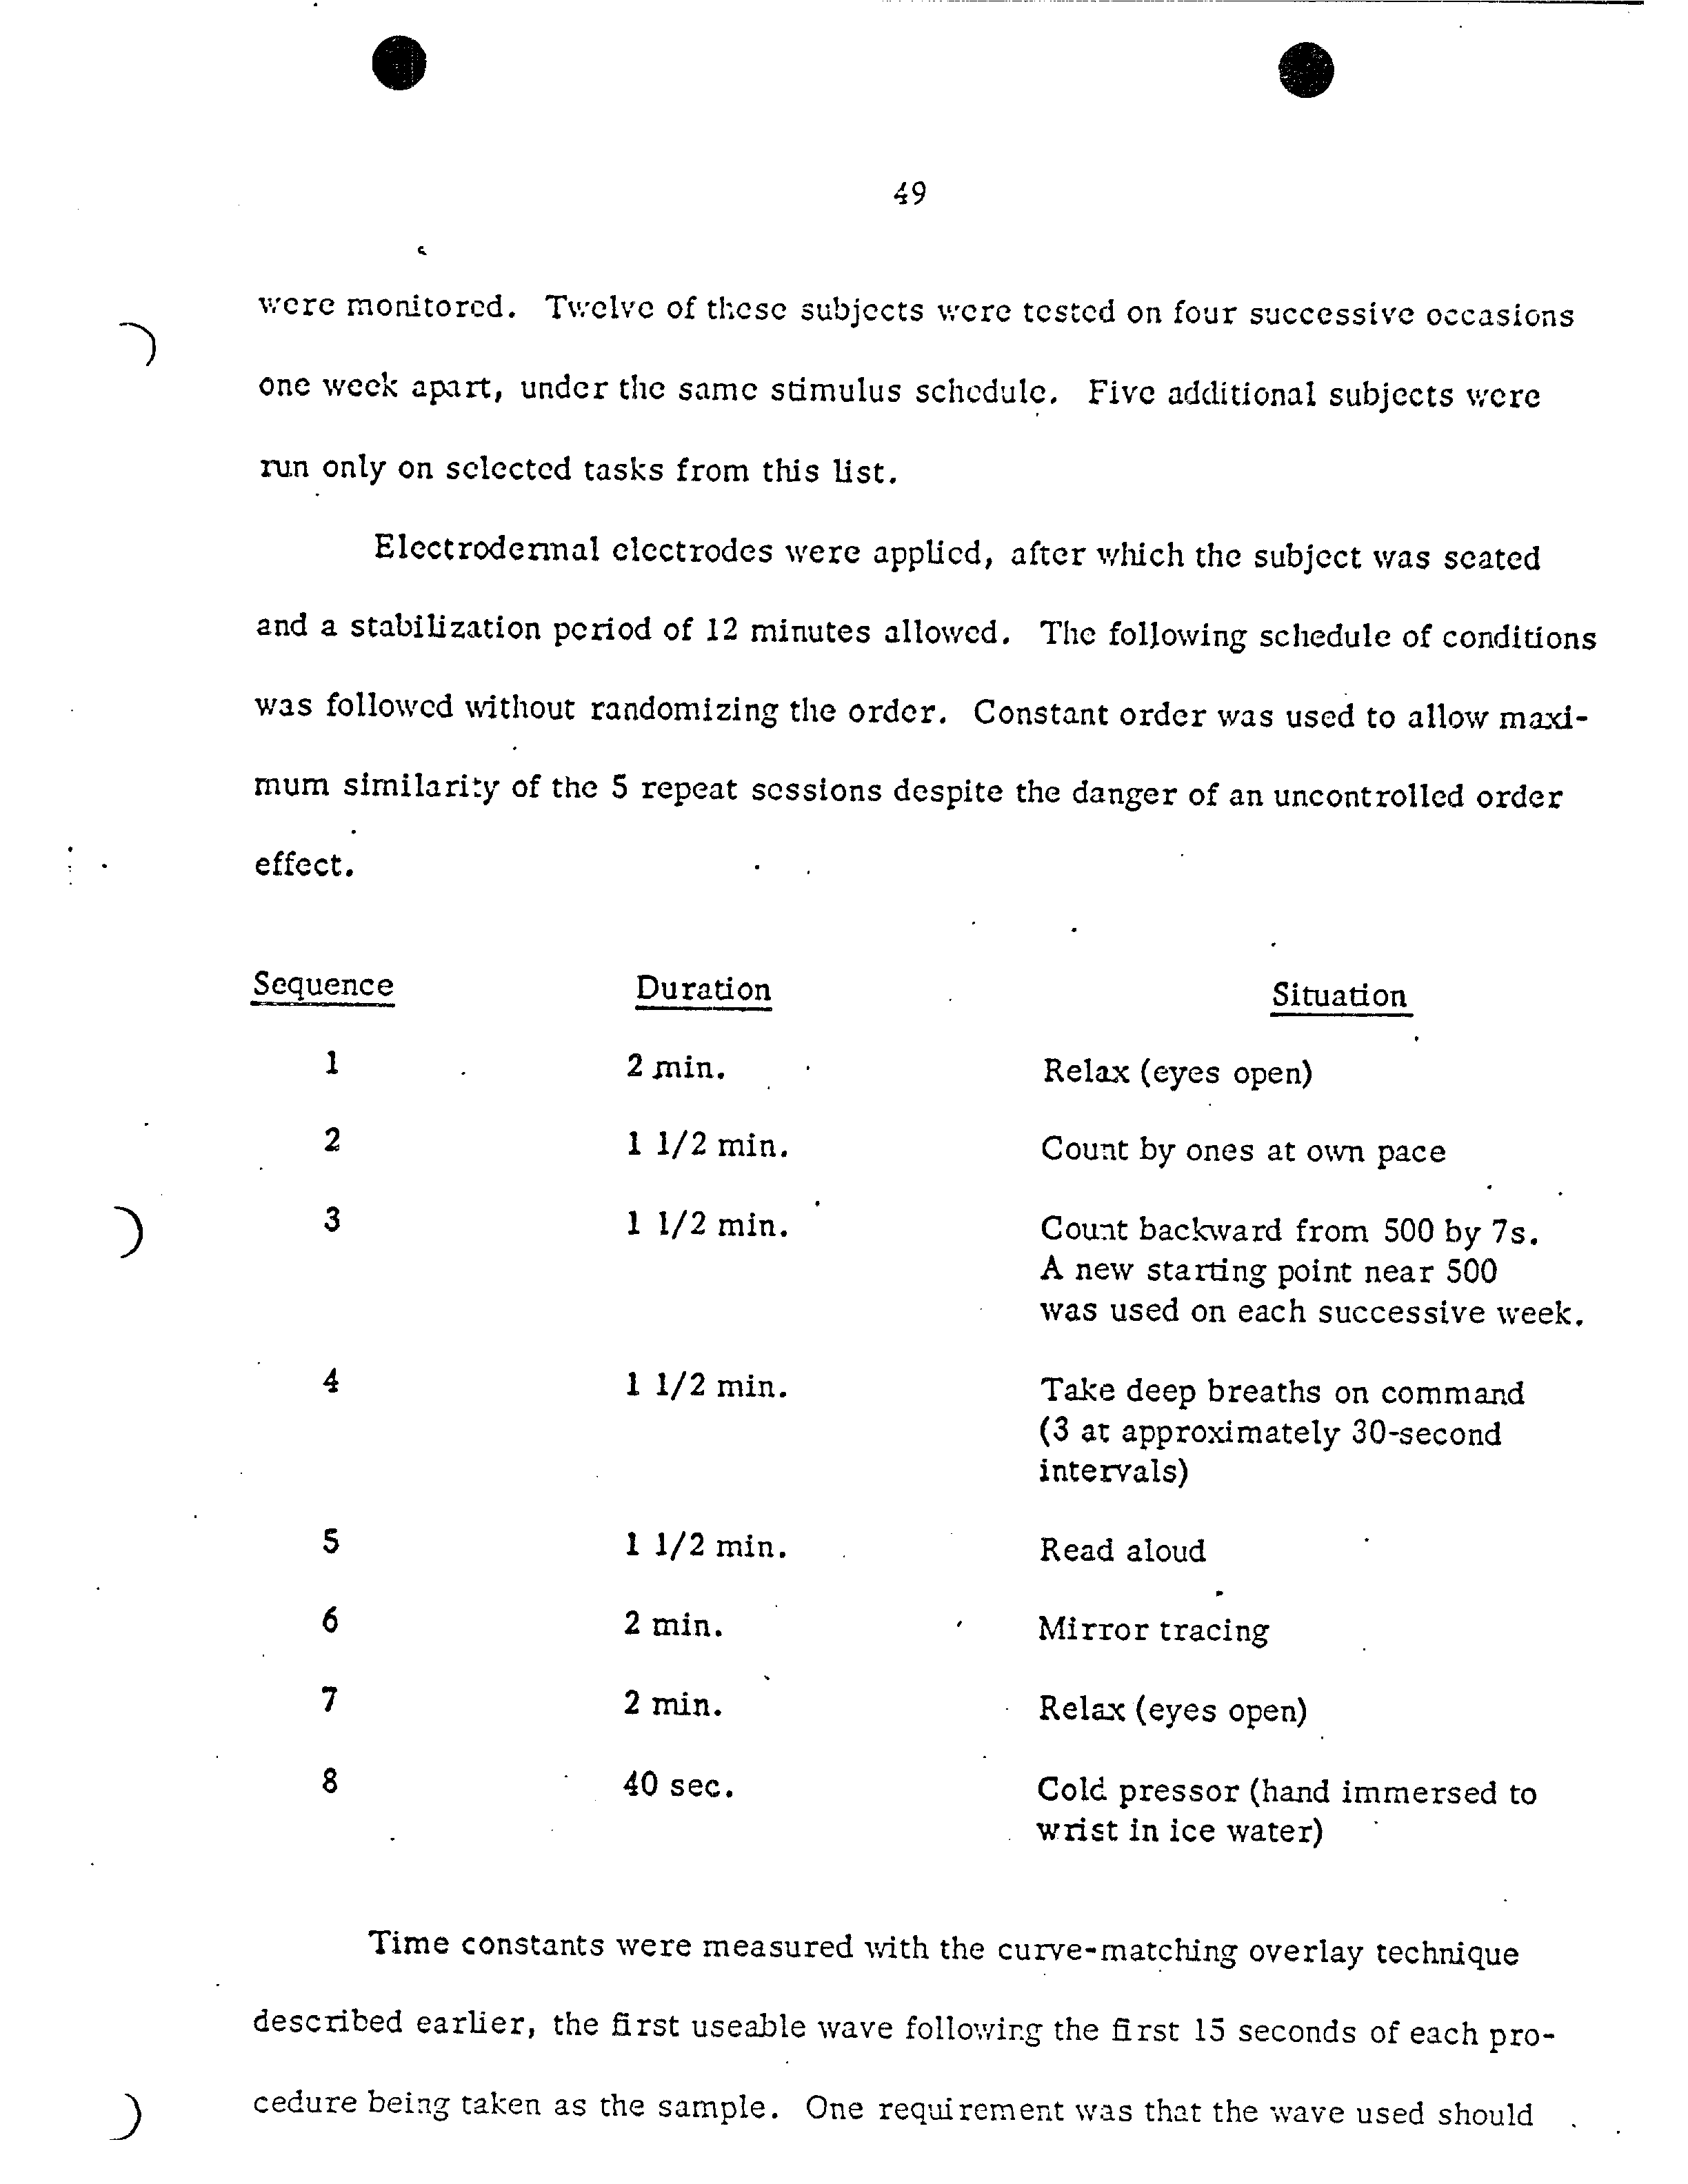 49
were monitored. Twelve of these subjects were tested on four successive occasions
one week apart, under the same stimulus schedule. Five additional subjects were
run only on selected tasks from this list.
Electrodermal electrodes were applied, after which the subject was seated
and a stabilization period of 12 minutes allowed. The following schedule of conditions
was followed without randomizing the order. Constant order was used to allow maxi-
mum similarity of the 5 repeat sessions despite the danger of an uncontrolled order
effect.
Sequence Duration Situation
1 2 min. Relax (eyes open)
2 1 1/2 min. Count by ones at own pace
3 1 1/2 min. Count backward from 500 by 7s.
A new starting point near 500
was used on each successive week.
4 1 1/2 min. Take deep breaths on command
(3 at approximately 30-second
intervals)
5 1 1/2 min. Read aloud
6 2 min. Mirror tracing
7 2 min. Relax (eyes open)
8 40 sec. Cold pressor (hand immersed to
wrist in ice water)
Time constants were measured with the curve-matching overlay technique
described earlier, the first useable wave following the first 15 seconds of each pro-
cedure being taken as the sample. One requirement was that the wave used should